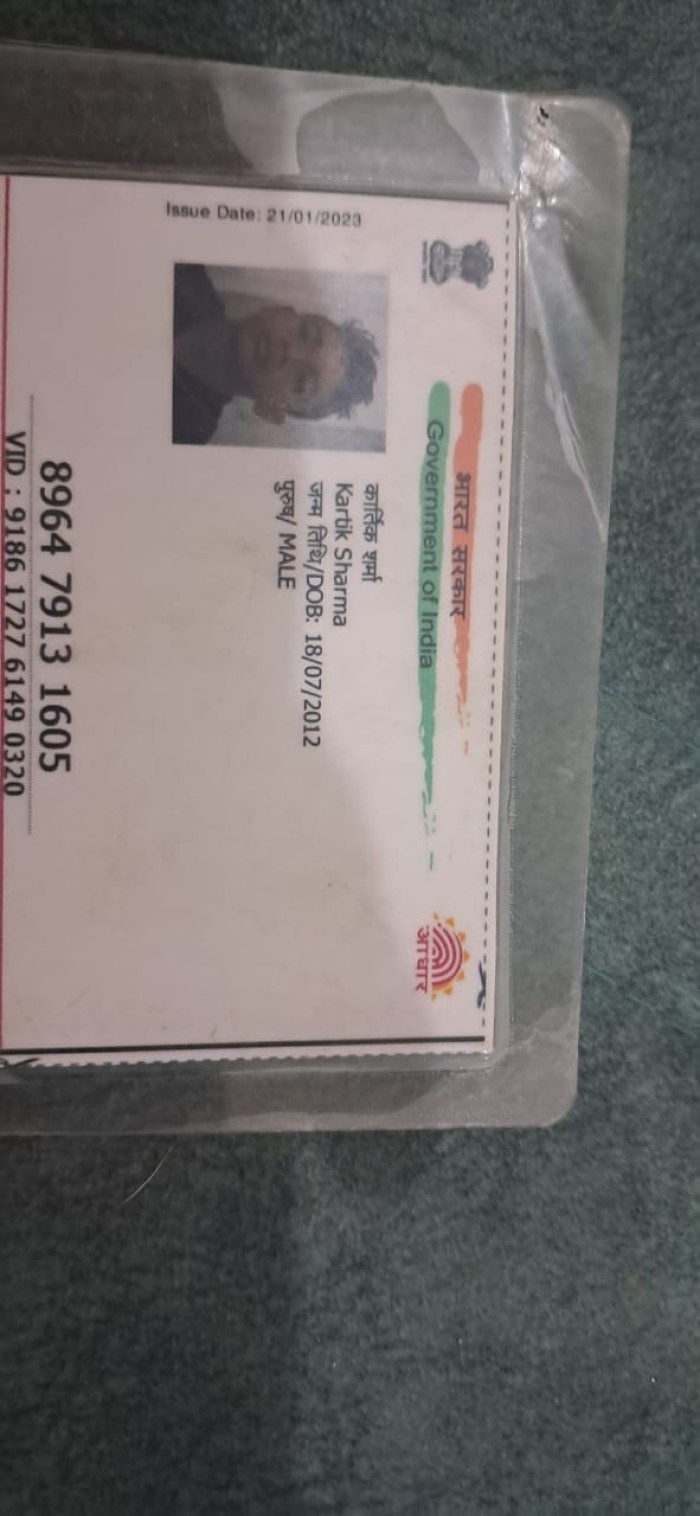 Issue Date: 21/01/2023
भारत सरकार
Government of India
कार्तिक शर्मा
Kartik Sharma
जन्म तिथि/DOB: 18/07/2012
पुरुष/ MALE
आधार
8964 7913 1605
VID : 9186 1727 6149 0320